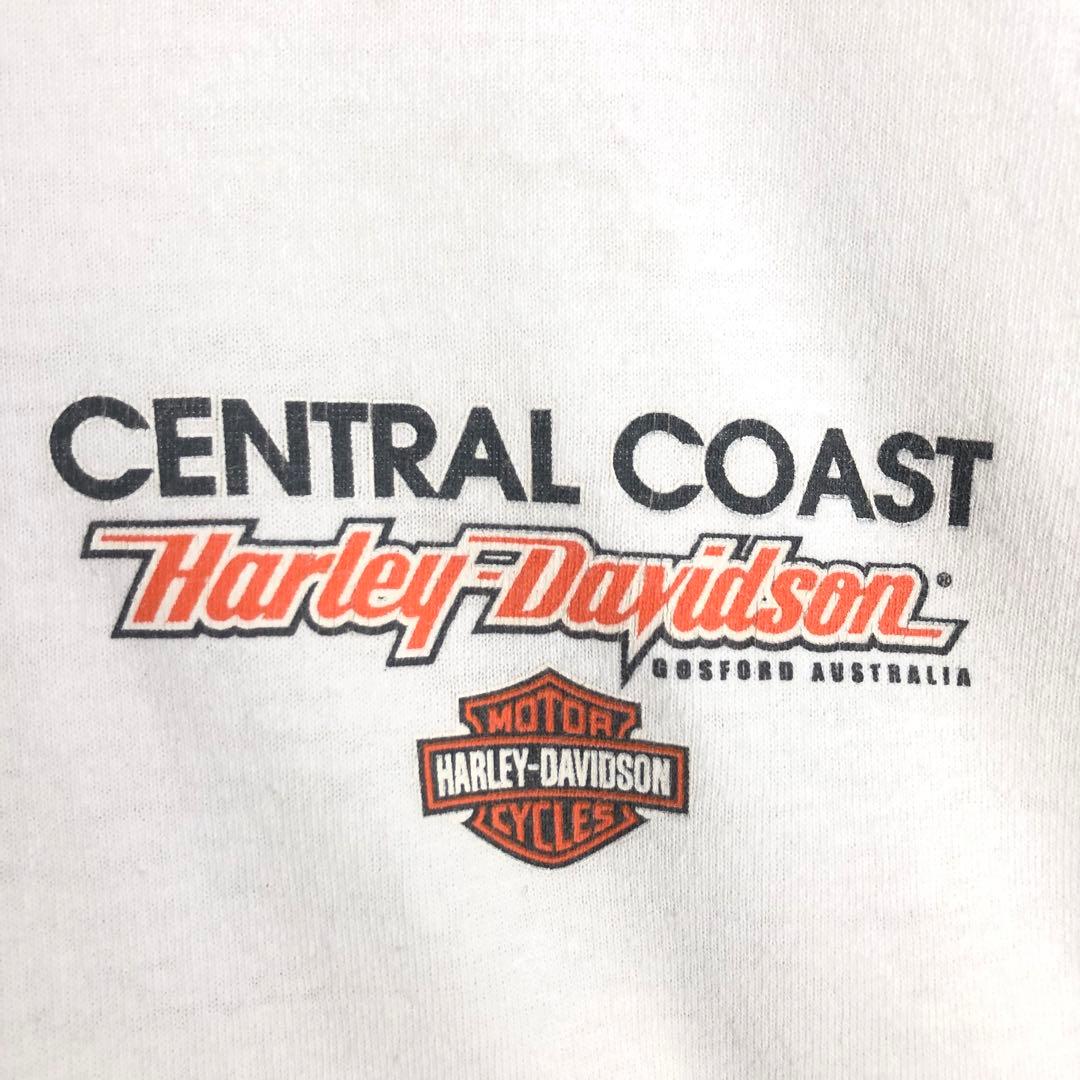 CENTRAL COAST
Harley-Davidson®
GOSFORD AUSTRALIA
MOTOR
HARLEY-DAVIDSON
CYCLES